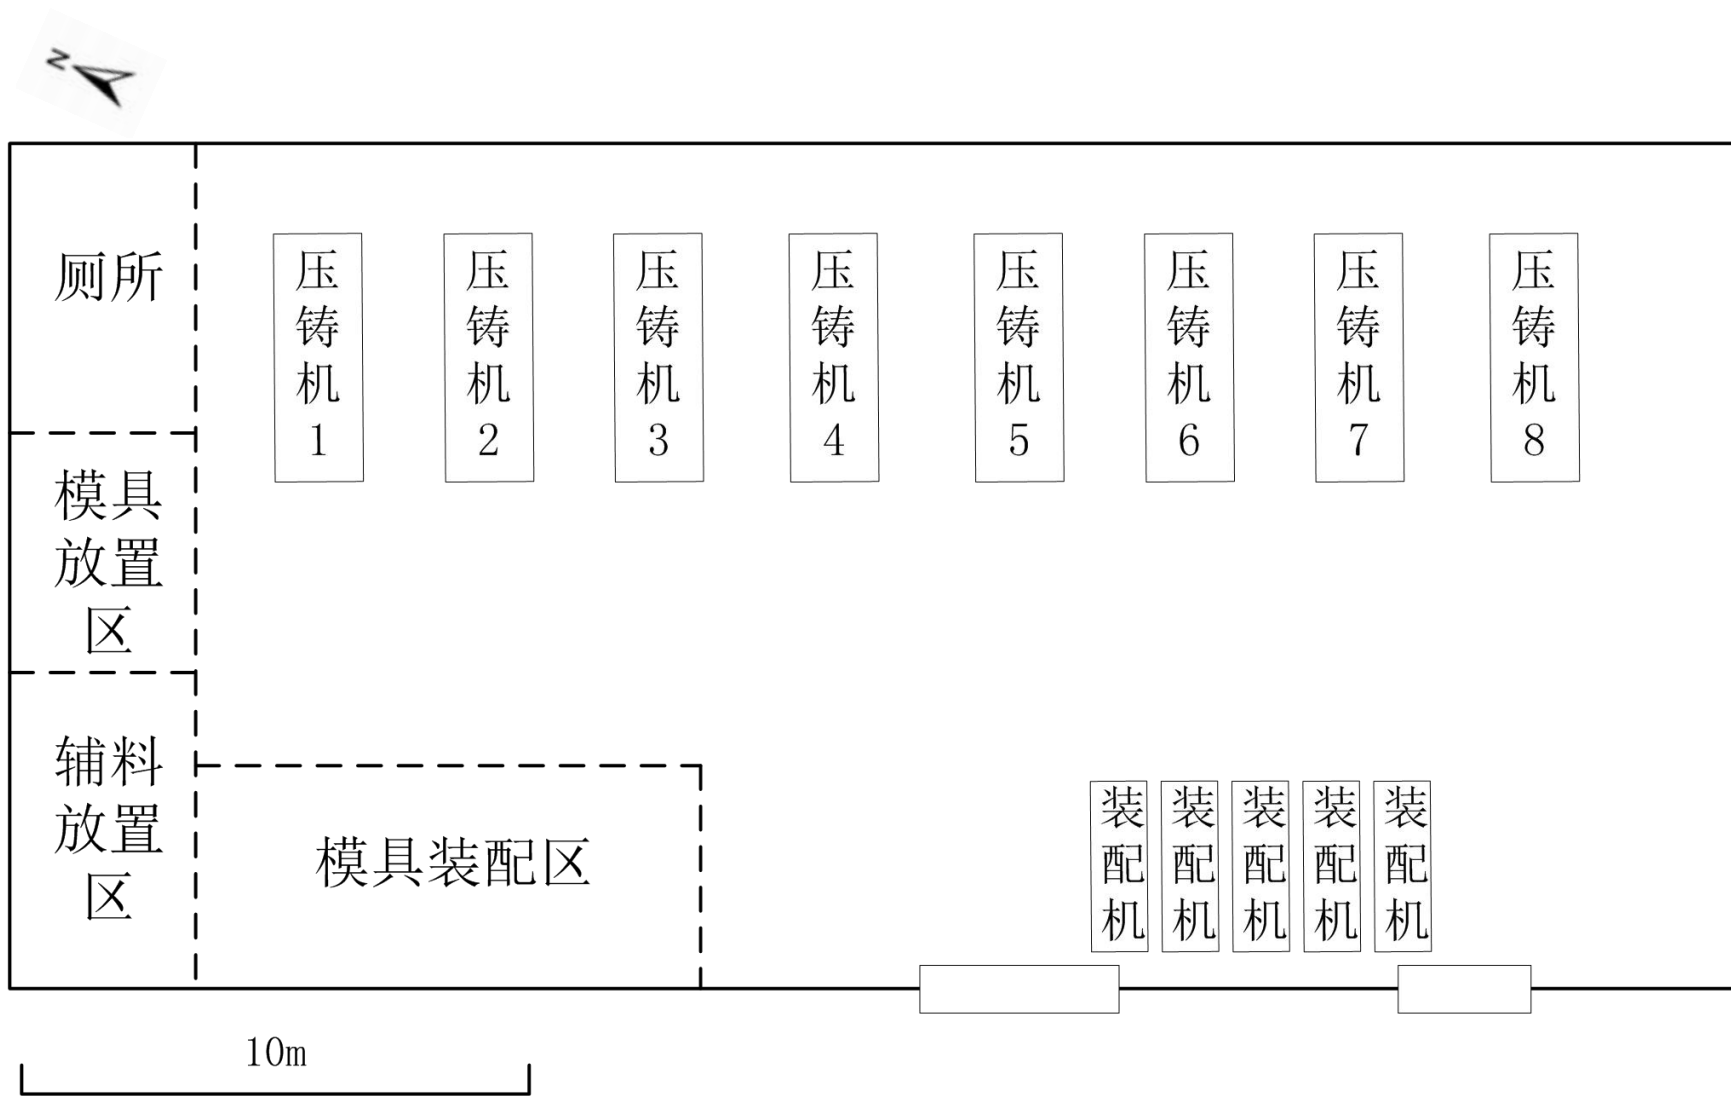 N
厕所
压铸机1
压铸机2
压铸机3
压铸机4
压铸机5
压铸机6
压铸机7
压铸机8
模具
放置
区
辅料
放置
区
模具装配区
装配机
装配机
装配机
装配机
装配机
10m